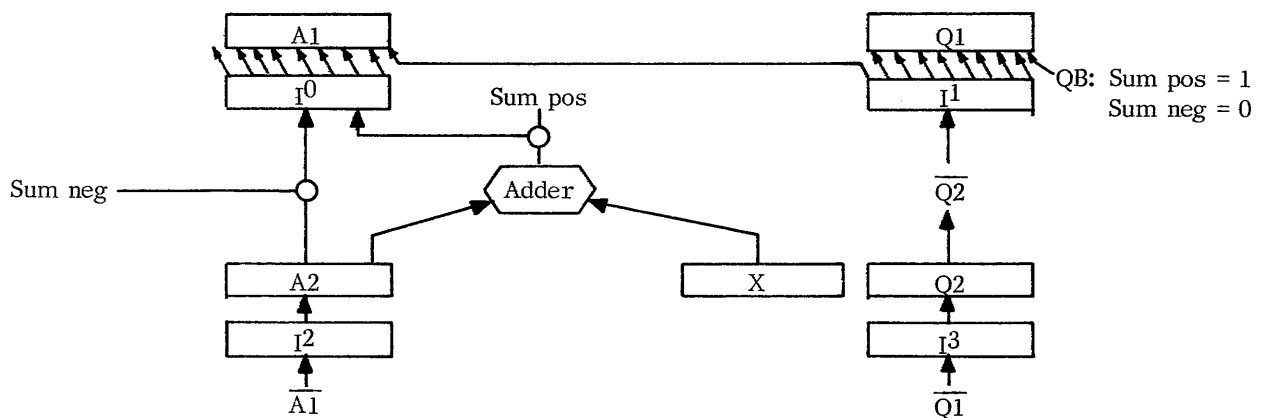 A1
Q1
I⁰
I¹
QB: Sum pos = 1
Sum neg = 0
Sum pos
Sum neg
Adder
Q2̅
A2
X
Q2
I²
I³
A1̅
Q1̅